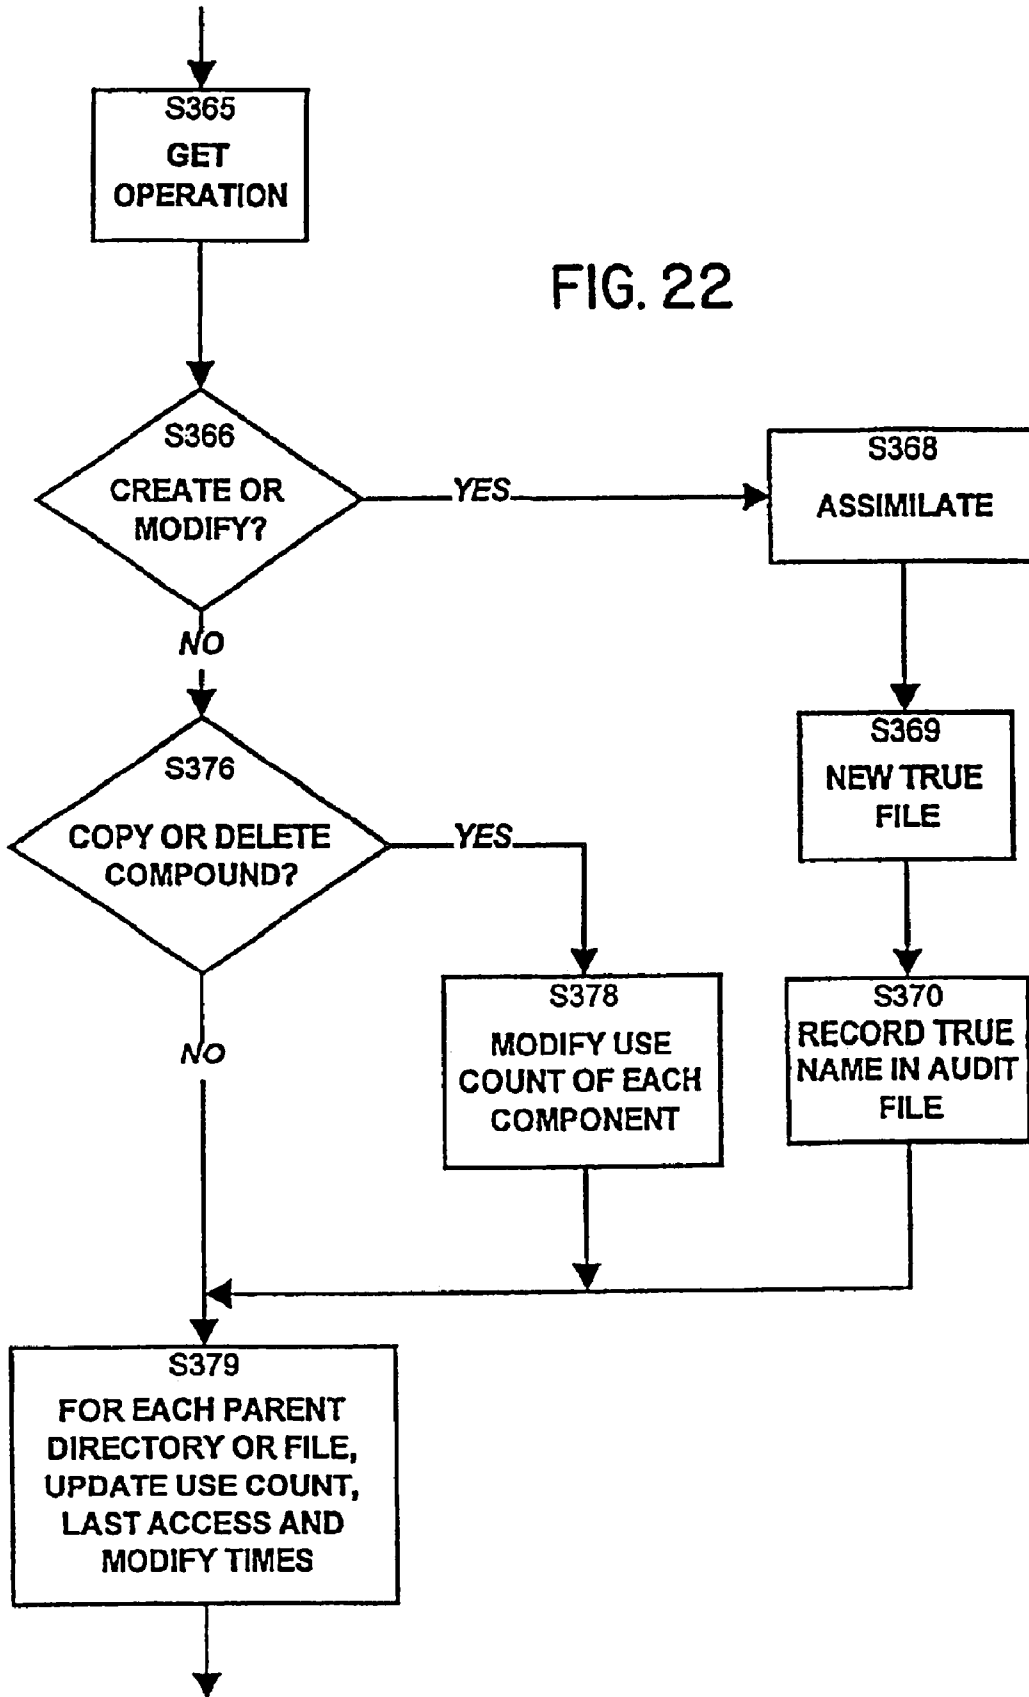 S365
GET
OPERATION
FIG. 22
S366
CREATE OR
MODIFY?
YES
S368
ASSIMILATE
NO
S369
NEW TRUE
FILE
S376
COPY OR DELETE
COMPOUND?
YES
S378
MODIFY USE
COUNT OF EACH
COMPONENT
S370
RECORD TRUE
NAME IN AUDIT
FILE
NO
S379
FOR EACH PARENT
DIRECTORY OR FILE,
UPDATE USE COUNT,
LAST ACCESS AND
MODIFY TIMES